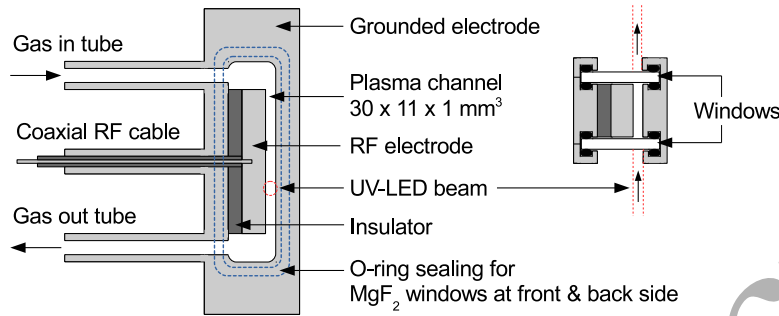 Gas in tube
Coaxial RF cable
Gas out tube
Grounded electrode
Plasma channel
30 x 11 x 1 mm³
RF electrode
UV-LED beam
Insulator
O-ring sealing for
MgF₂ windows at front & back side
Windows